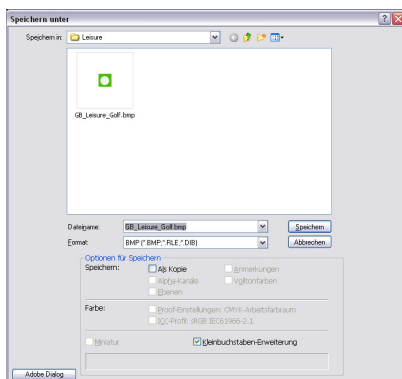 Speichern unter
Speichern in: Leisure
GB_Leisure_Golf.bmp
Dateiname: GB_Leisure_Golf.bmp Speichern
Format: BMP (*.BMP;*.RLE;*.DIB) Abbrechen
Optionen für Speichern
Speichern: Als Kopie Anmerkungen
Alpha-Kanäle Volltonfarben
Ebenen
Farbe: Proof-Einstellungen: CMYK-Arbeitsfarbraum
ICC-Profil: sRGB IEC61966-2.1
Miniatur Kleinbuchstaben-Erweiterung
Adobe Dialog